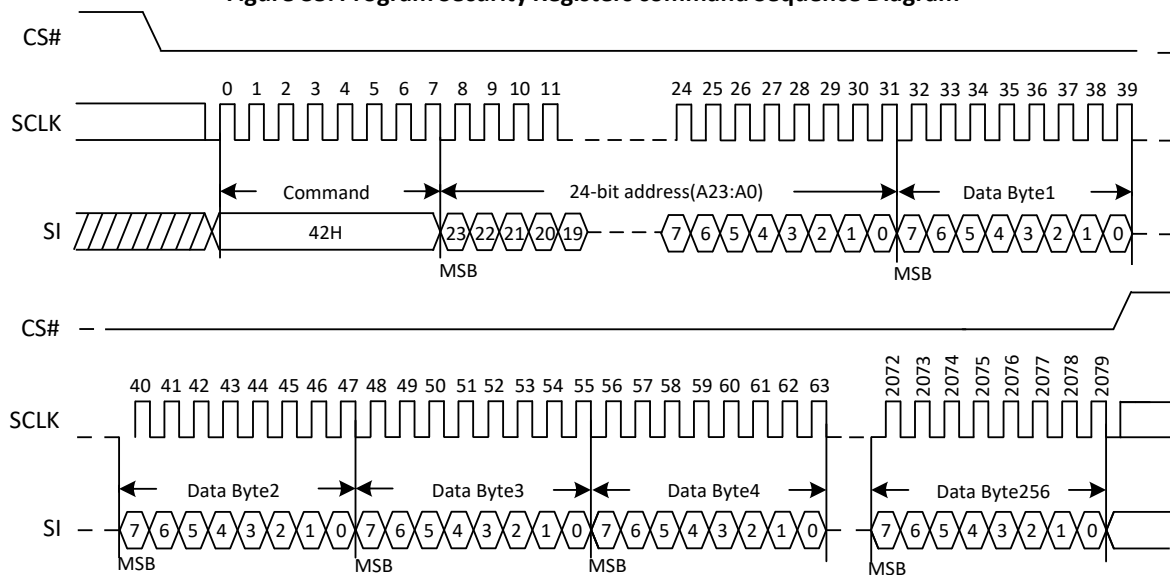 Figure 33. Program Security Registers command Sequence Diagram
CS#
0 1 2 3 4 5 6 7 8 9 10 11 24 25 26 27 28 29 30 31 32 33 34 35 36 37 38 39
SCLK
Command 24-bit address(A23:A0) Data Byte1
SI 42H 23 22 21 20 19 7 6 5 4 3 2 1 0 7 6 5 4 3 2 1 0
MSB MSB
CS#
40 41 42 43 44 45 46 47 48 49 50 51 52 53 54 55 56 57 58 59 60 61 62 63 2072 2073 2074 2075 2076 2077 2078 2079
SCLK
Data Byte2 Data Byte3 Data Byte4 Data Byte256
SI 7 6 5 4 3 2 1 0 7 6 5 4 3 2 1 0 7 6 5 4 3 2 1 0 7 6 5 4 3 2 1 0
MSB MSB MSB MSB